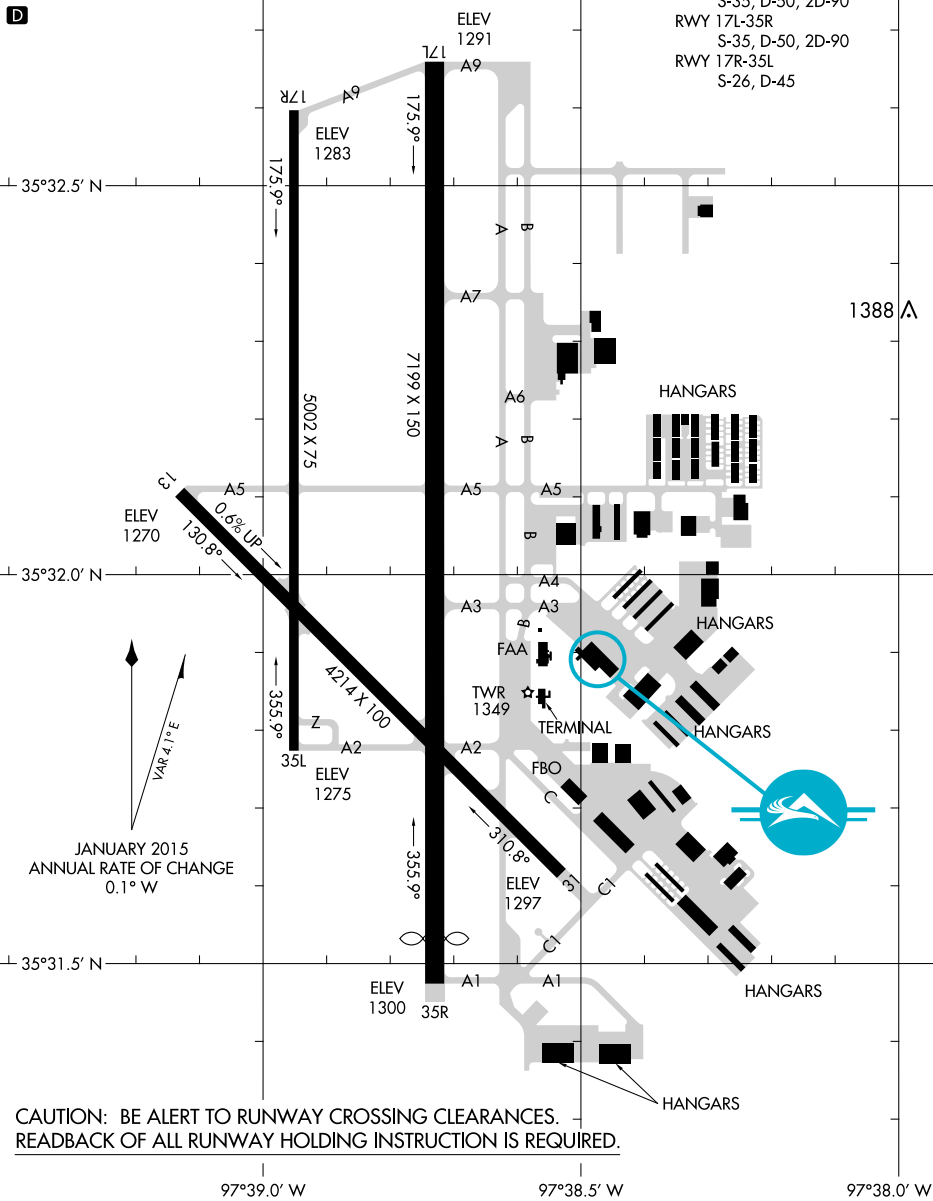 D
S-35, D-50, 2D-90
RWY 17L-35R
S-35, D-50, 2D-90
RWY 17R-35L
S-26, D-45
ELEV
1291
17L
A9
A9
17R
ELEV
1283
175.9°
175.9°
35°32.5' N
A
B
A7
1388
7199 X 150
5002 X 75
HANGARS
A6
A
B
13
A5
A5
A5
ELEV
1270
0.6% UP
130.8°
B
35°32.0' N
A4
A3
A3
HANGARS
B
FAA
TWR
1349
TERMINAL
HANGARS
4214 X 100
355.9°
VAR 4.1° E
Z
A2
A2
35L
ELEV
1275
FBO
C
JANUARY 2015
ANNUAL RATE OF CHANGE
0.1° W
355.9°
310.8°
31
ELEV
1297
C1
C1
35°31.5' N
A1
A1
ELEV
1300
35R
HANGARS
HANGARS
CAUTION: BE ALERT TO RUNWAY CROSSING CLEARANCES.
READBACK OF ALL RUNWAY HOLDING INSTRUCTION IS REQUIRED.
97°39.0' W
97°38.5' W
97°38.0' W